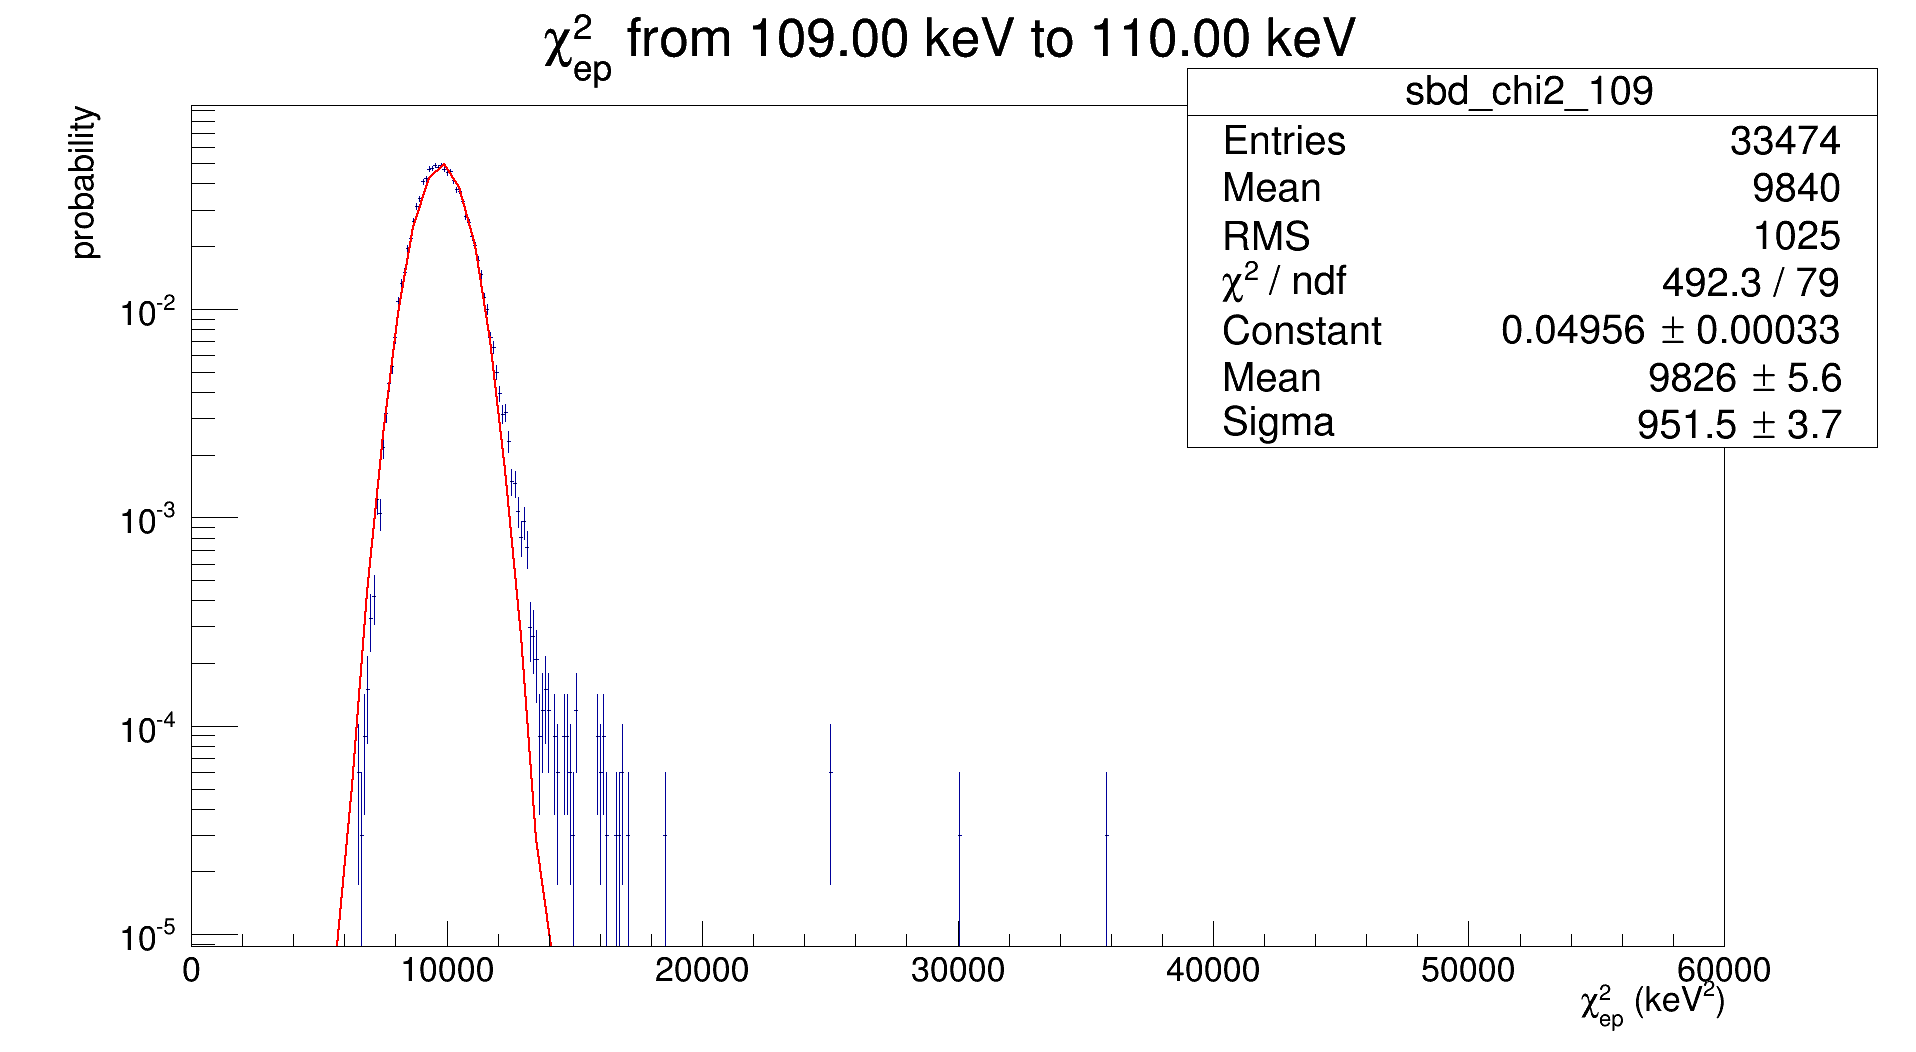 χ²ep from 109.00 keV to 110.00 keV
sbd_chi2_109
Entries 33474
Mean 9840
RMS 1025
χ² / ndf 492.3 / 79
Constant 0.04956 ± 0.00033
Mean 9826 ± 5.6
Sigma 951.5 ± 3.7
probability
10⁻²
10⁻³
10⁻⁴
10⁻⁵
0 10000 20000 30000 40000 50000 60000
χ²ep (keV²)